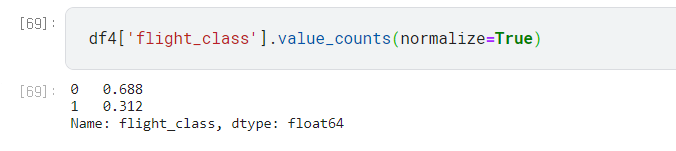 [69]:
df4['flight_class'].value_counts(normalize=True)
[69]:
0 0.688
1 0.312
Name: flight_class, dtype: float64